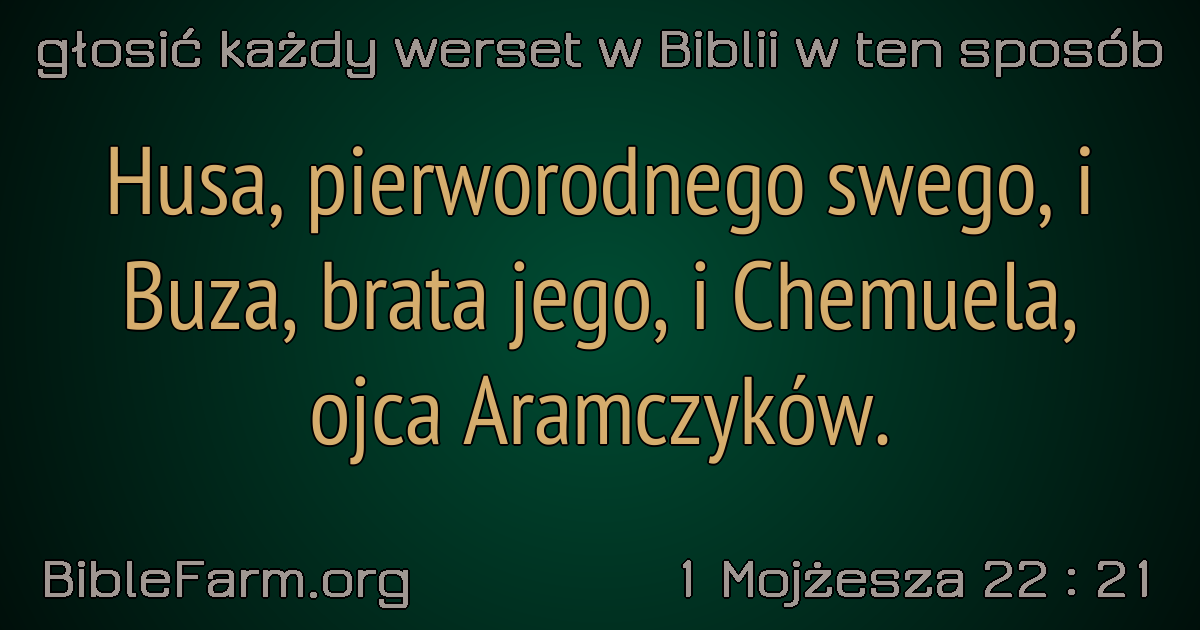 głosić każdy werset w Biblii w ten sposób
Husa, pierworodnego swego, i
Buza, brata jego, i Chemuela,
ojca Aramczyków.
BibleFarm.org
1 Mojżesza 22 : 21